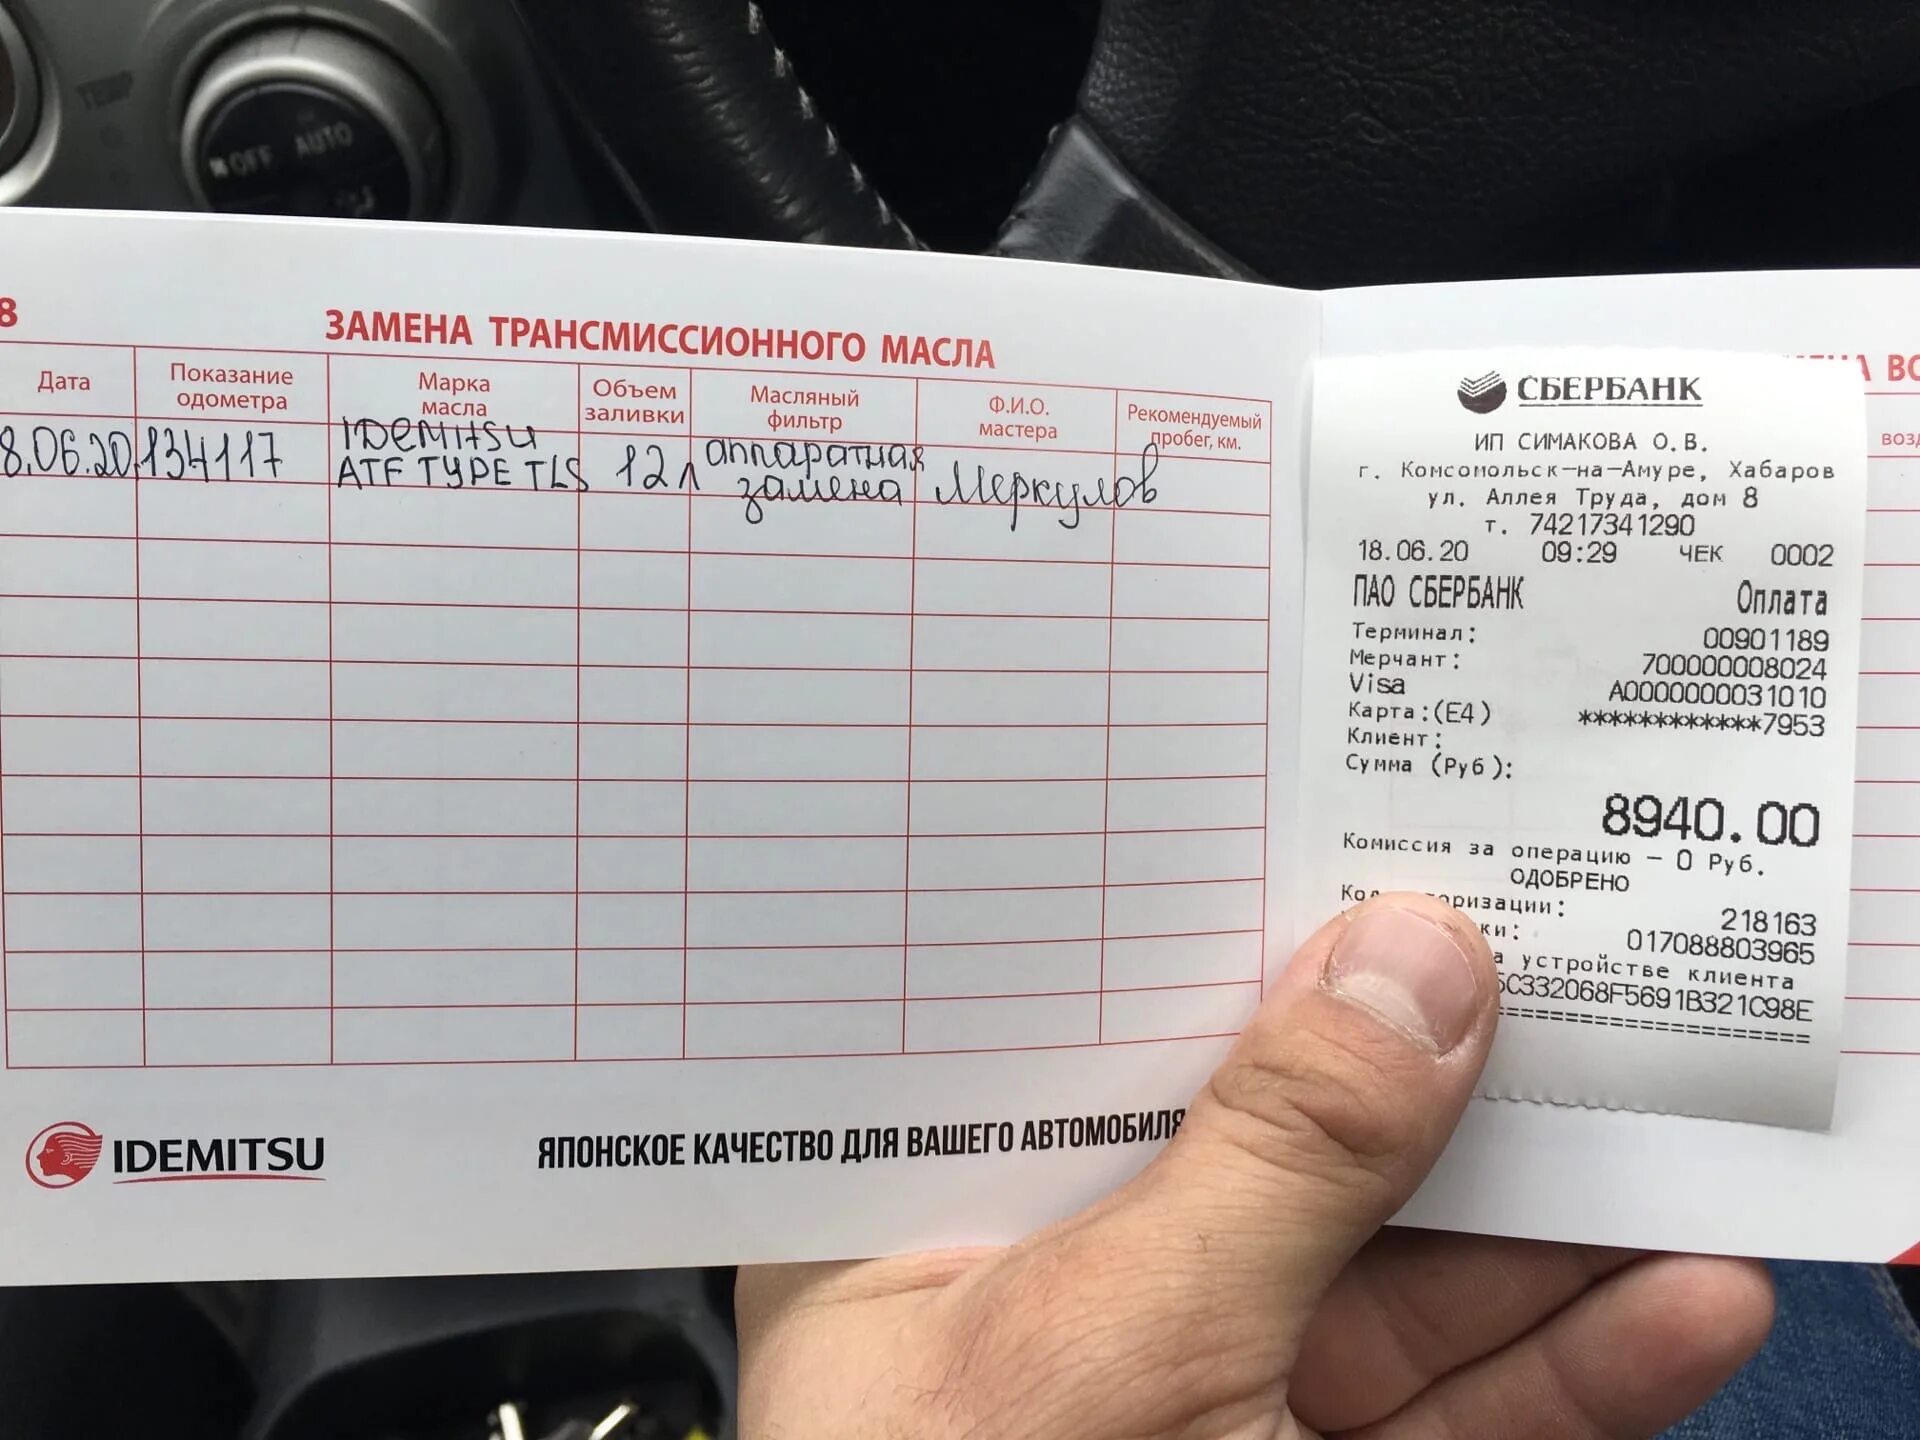 TEMP
OFF AUTO
8
ЗАМЕНА ТРАНСМИССИОННОГО МАСЛА
Дата
Показание одометра
Марка масла
Объем заливки
Масляный фильтр
Ф.И.О. мастера
Рекомендуемый пробег, км.
8.06.20 134117 IDEMITSU ATF TYPE TLS 12л аппаратная замена Меркулов
IDEMITSU
ЯПОНСКОЕ КАЧЕСТВО ДЛЯ ВАШЕГО АВТОМОБИЛЯ
СБЕРБАНК
ИП СИМАКОВА О.В.
г. Комсомольск-на-Амуре, Хабаров
ул. Аллея Труда, дом 8
т. 74217341290
18.06.20 09:29 ЧЕК 0002
ПАО СБЕРБАНК Оплата
Терминал: 00901189
Мерчант: 700000008024
Visa A0000000031010
Карта:(E4) ************7953
Клиент:
Сумма (Руб):
8940.00
Комиссия за операцию – 0 Руб.
ОДОБРЕНО
218163
017088803965
устройстве клиента
5C332068F5691B321C98E
================